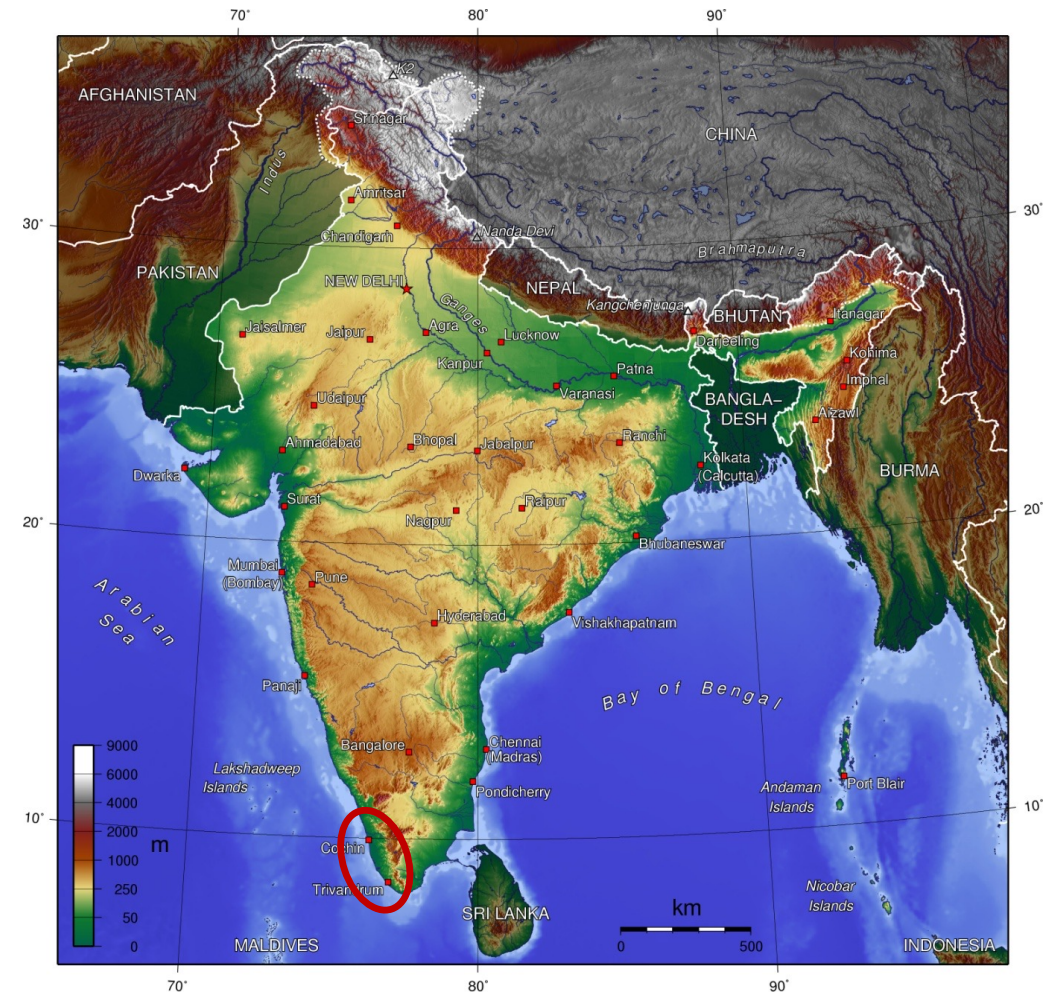 70°
80°
90°
K2
AFGHANISTAN
Srinagar
CHINA
Indus
Amritsar
30°
30°
Chandigarh
Nanda Devi
Brahmaputra
PAKISTAN
NEW DELHI
NEPAL
Ganges
Kangchenjunga
BHUTAN
Itanagar
Jaisalmer
Jaipur
Agra
Lucknow
Darjeeling
Kanpur
Kohima
Patna
Imphal
Varanasi
Udaipur
BANGLA–
DESH
Aizawl
Ahmadabad
Bhopal
Jabalpur
Ranchi
Kolkata
(Calcutta)
BURMA
Dwarka
Surat
Raipur
Nagpur
20°
20°
Bhubaneswar
Mumbai
(Bombay)
Pune
Arabian
Sea
Hyderabad
Vishakhapatnam
Panaji
Bay of Bengal
Bangalore
Chennai
(Madras)
9000
6000
4000
2000
1000
250
50
0
m
Lakshadweep
Islands
Pondicherry
Andaman
Islands
Port Blair
10°
10°
Cochin
Trivandrum
Nicobar
Islands
SRI LANKA
km
0
500
MALDIVES
INDONESIA
70°
80°
90°